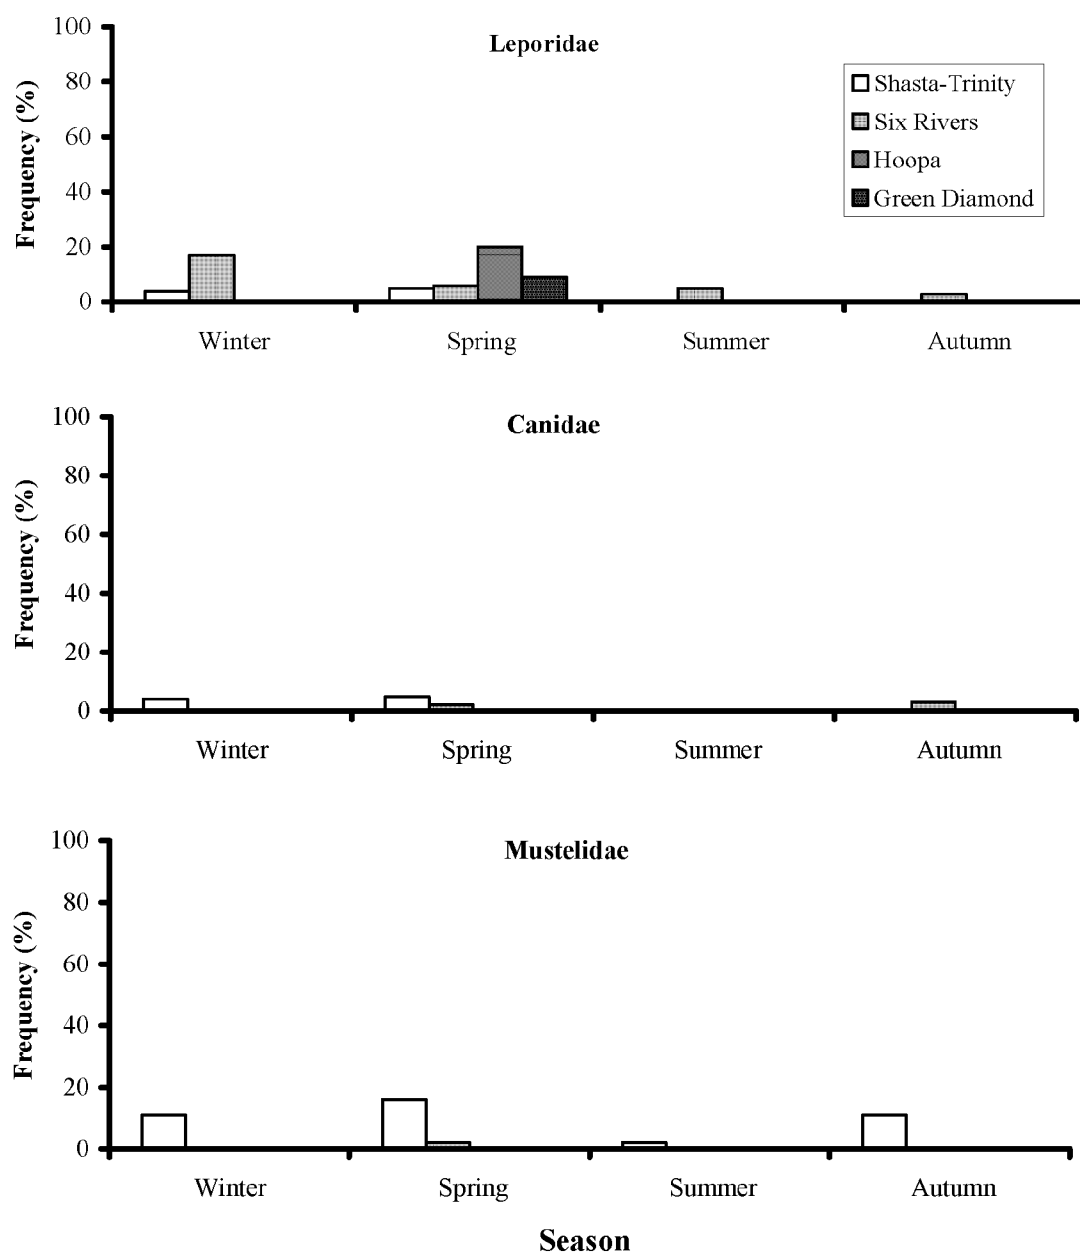 Leporidae
Frequency (%)
100
80
60
40
20
0
Shasta-Trinity
Six Rivers
Hoopa
Green Diamond
Winter Spring Summer Autumn
Canidae
Frequency (%)
100
80
60
40
20
0
Winter Spring Summer Autumn
Mustelidae
Frequency (%)
100
80
60
40
20
0
Winter Spring Summer Autumn
Season